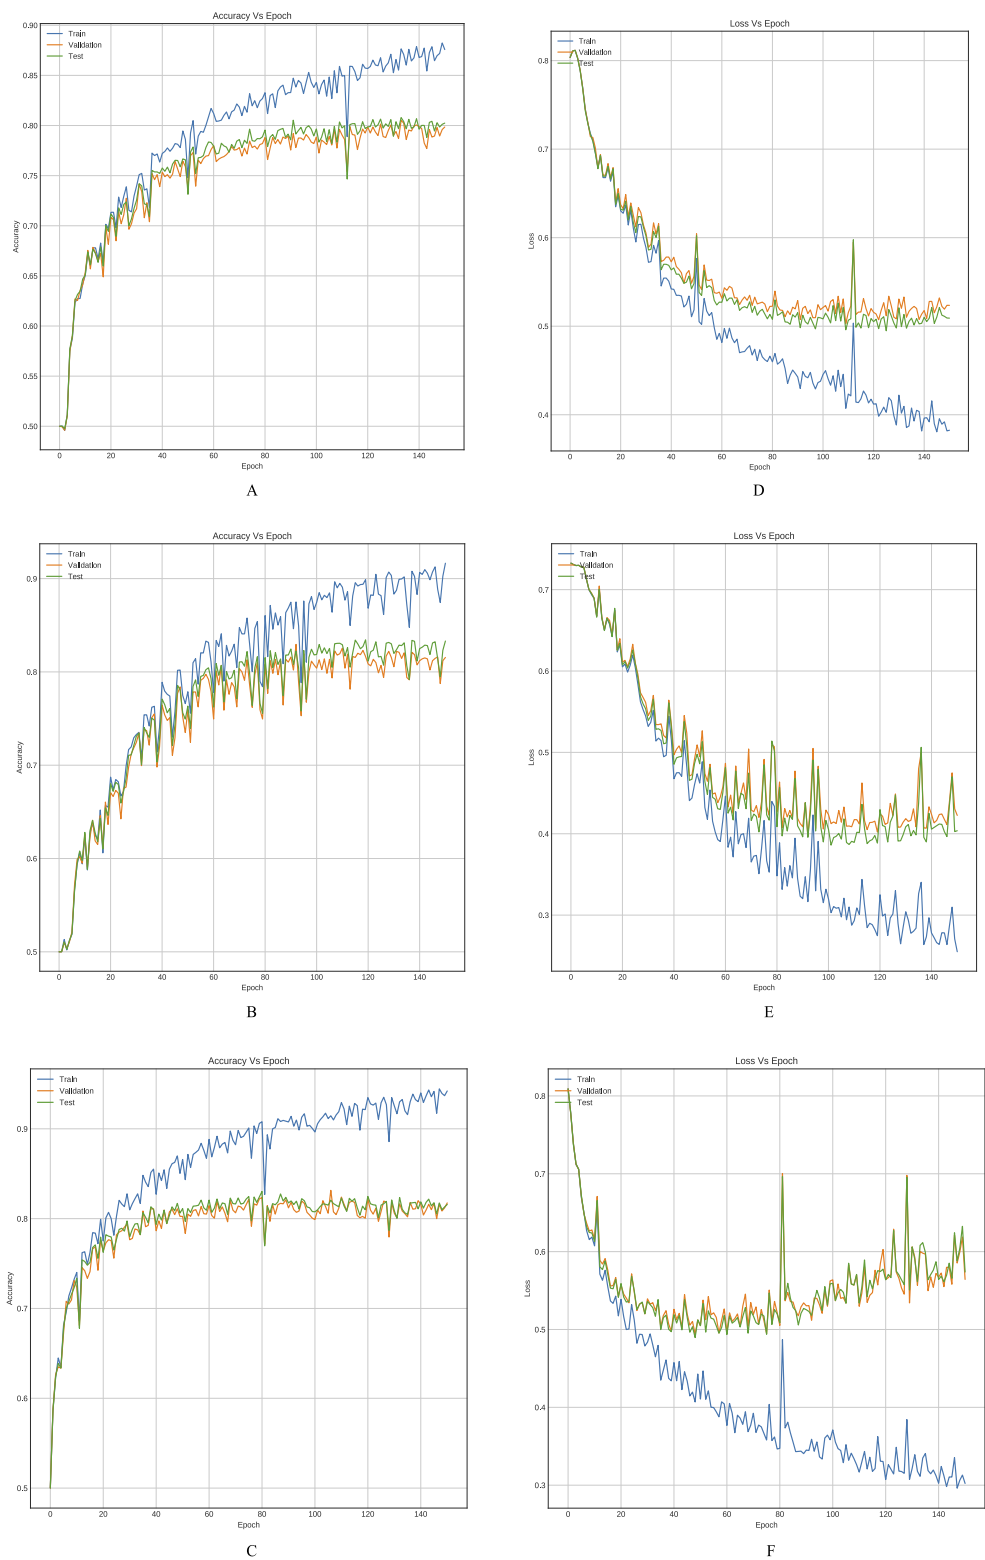 Accuracy Vs Epoch
Train
Validation
Test
0.90
0.85
0.80
0.75
0.70
0.65
0.60
0.55
0.50
Accuracy
0 20 40 60 80 100 120 140
Epoch
A
Loss Vs Epoch
Train
Validation
Test
0.8
0.7
0.6
0.5
0.4
Loss
0 20 40 60 80 100 120 140
Epoch
D
Accuracy Vs Epoch
Train
Validation
Test
0.9
0.8
0.7
0.6
0.5
Accuracy
0 20 40 60 80 100 120 140
Epoch
B
Loss Vs Epoch
Train
Validation
Test
0.7
0.6
0.5
0.4
0.3
Loss
0 20 40 60 80 100 120 140
Epoch
E
Accuracy Vs Epoch
Train
Validation
Test
0.9
0.8
0.7
0.6
0.5
Accuracy
0 20 40 60 80 100 120 140
Epoch
C
Loss Vs Epoch
Train
Validation
Test
0.8
0.7
0.6
0.5
0.4
0.3
Loss
0 20 40 60 80 100 120 140
Epoch
F